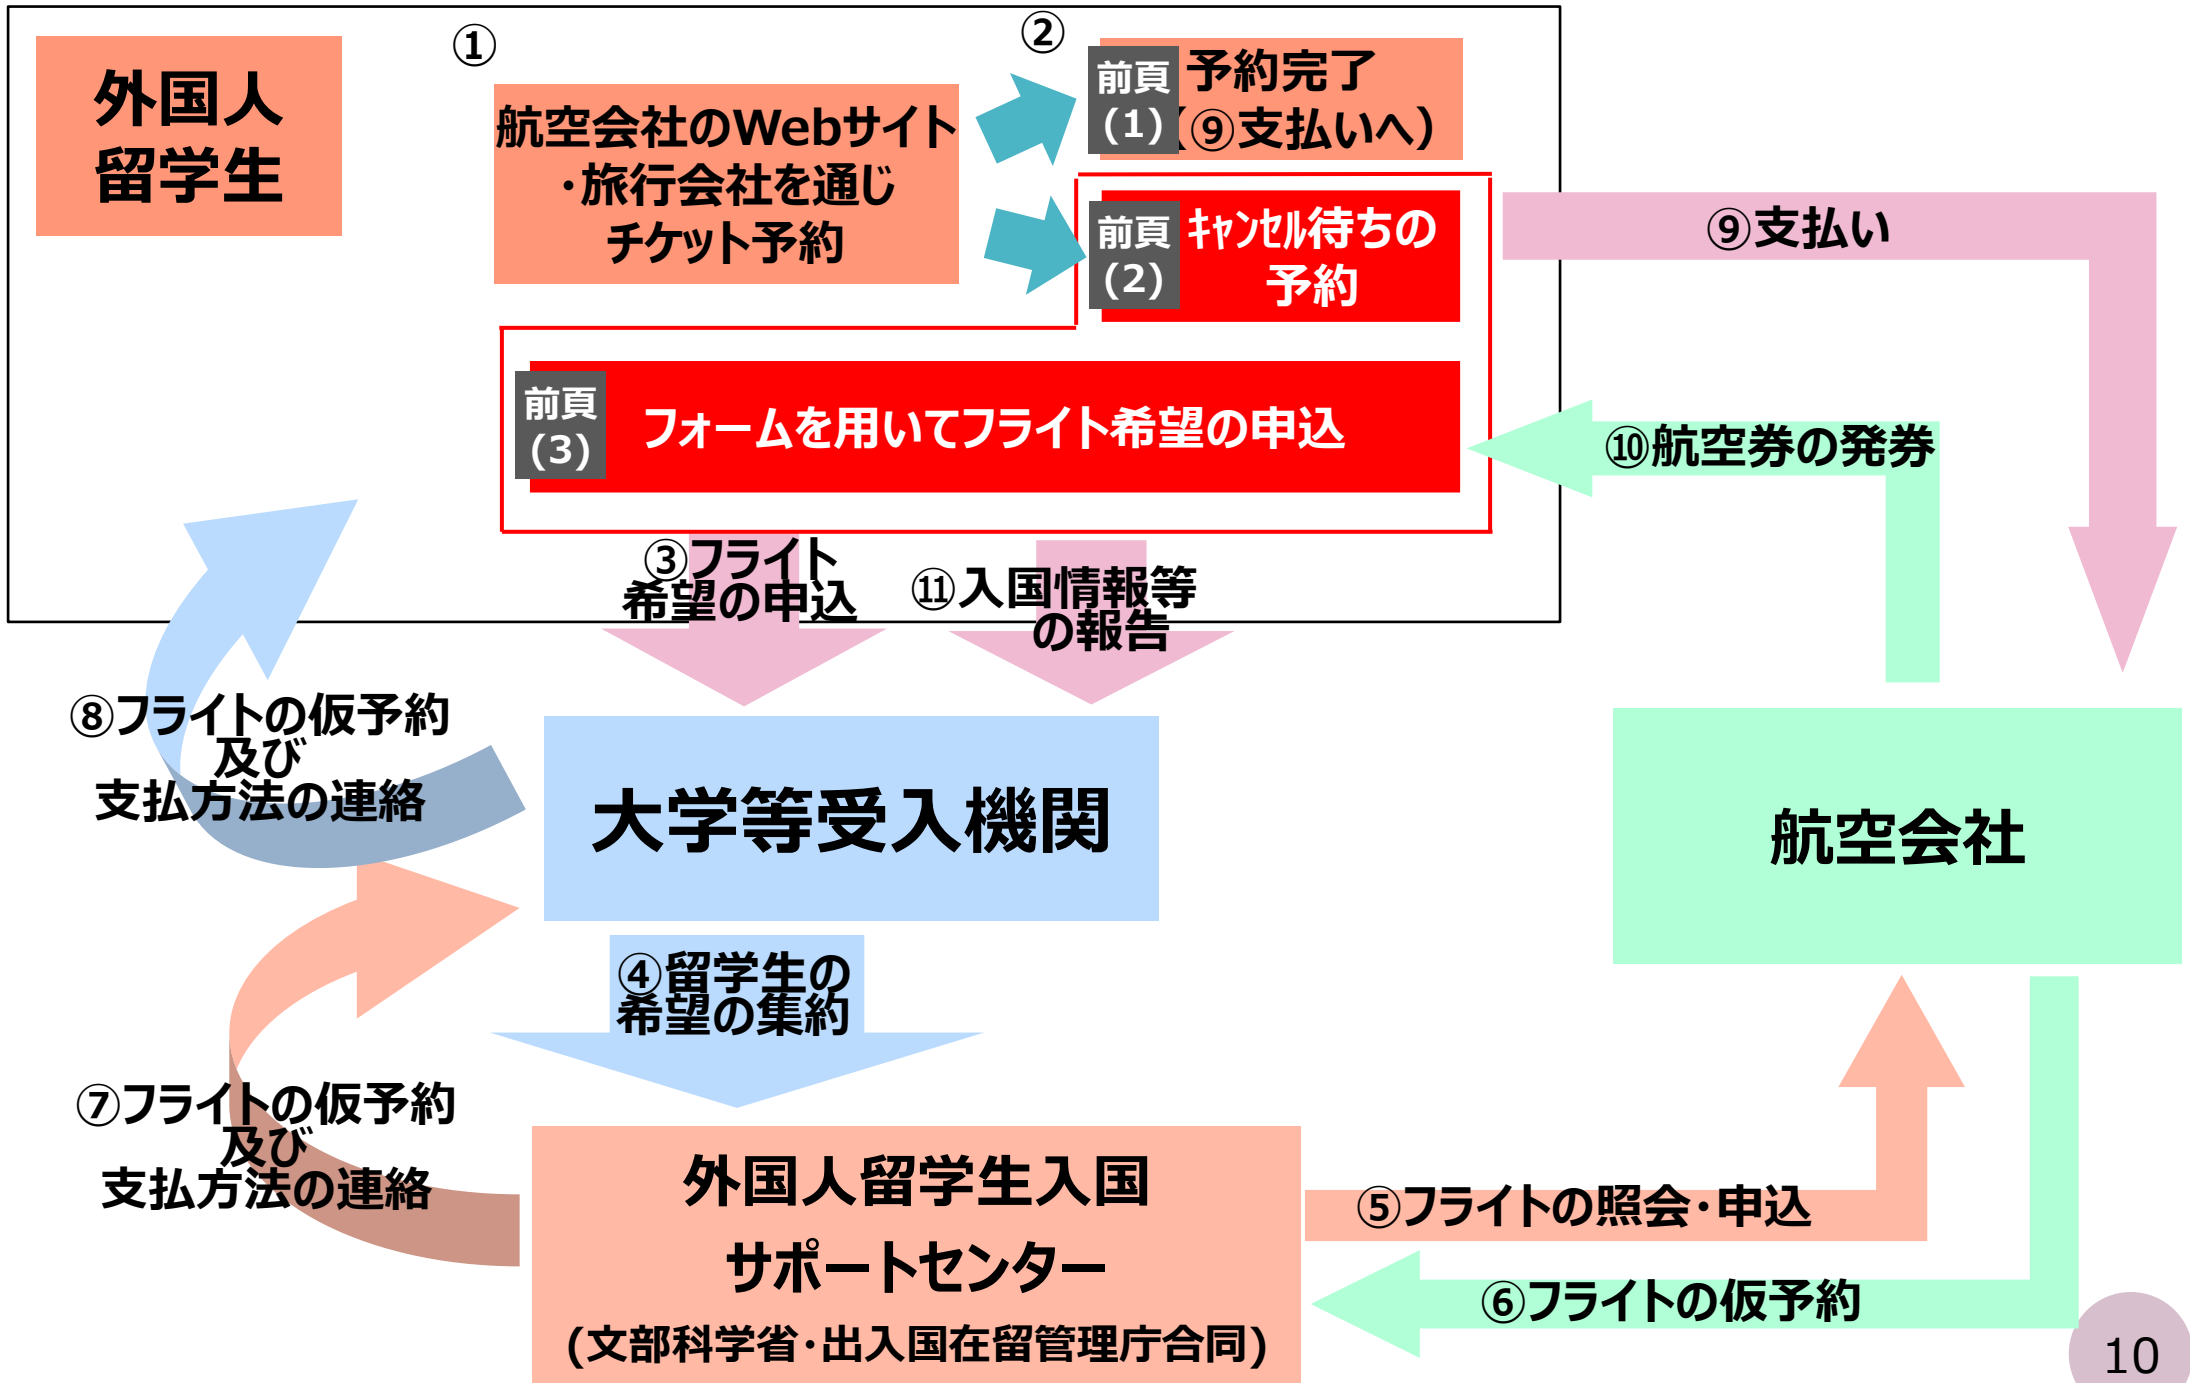 外国人
留学生
①
航空会社のWebサイト
・旅行会社を通じ
チケット予約
②
前頁
(1)
予約完了
（⑨支払いへ）
前頁
(2)
ｷｬﾝｾﾙ待ちの
予約
前頁
(3)
フォームを用いてフライト希望の申込
⑨支払い
⑩航空券の発券
③フライト
希望の申込
⑪入国情報等
の報告
⑧フライトの仮予約
及び
支払方法の連絡
大学等受入機関
航空会社
④留学生の
希望の集約
⑦フライトの仮予約
及び
支払方法の連絡
外国人留学生入国
サポートセンター
(文部科学省・出入国在留管理庁合同)
⑤フライトの照会・申込
⑥フライトの仮予約
10